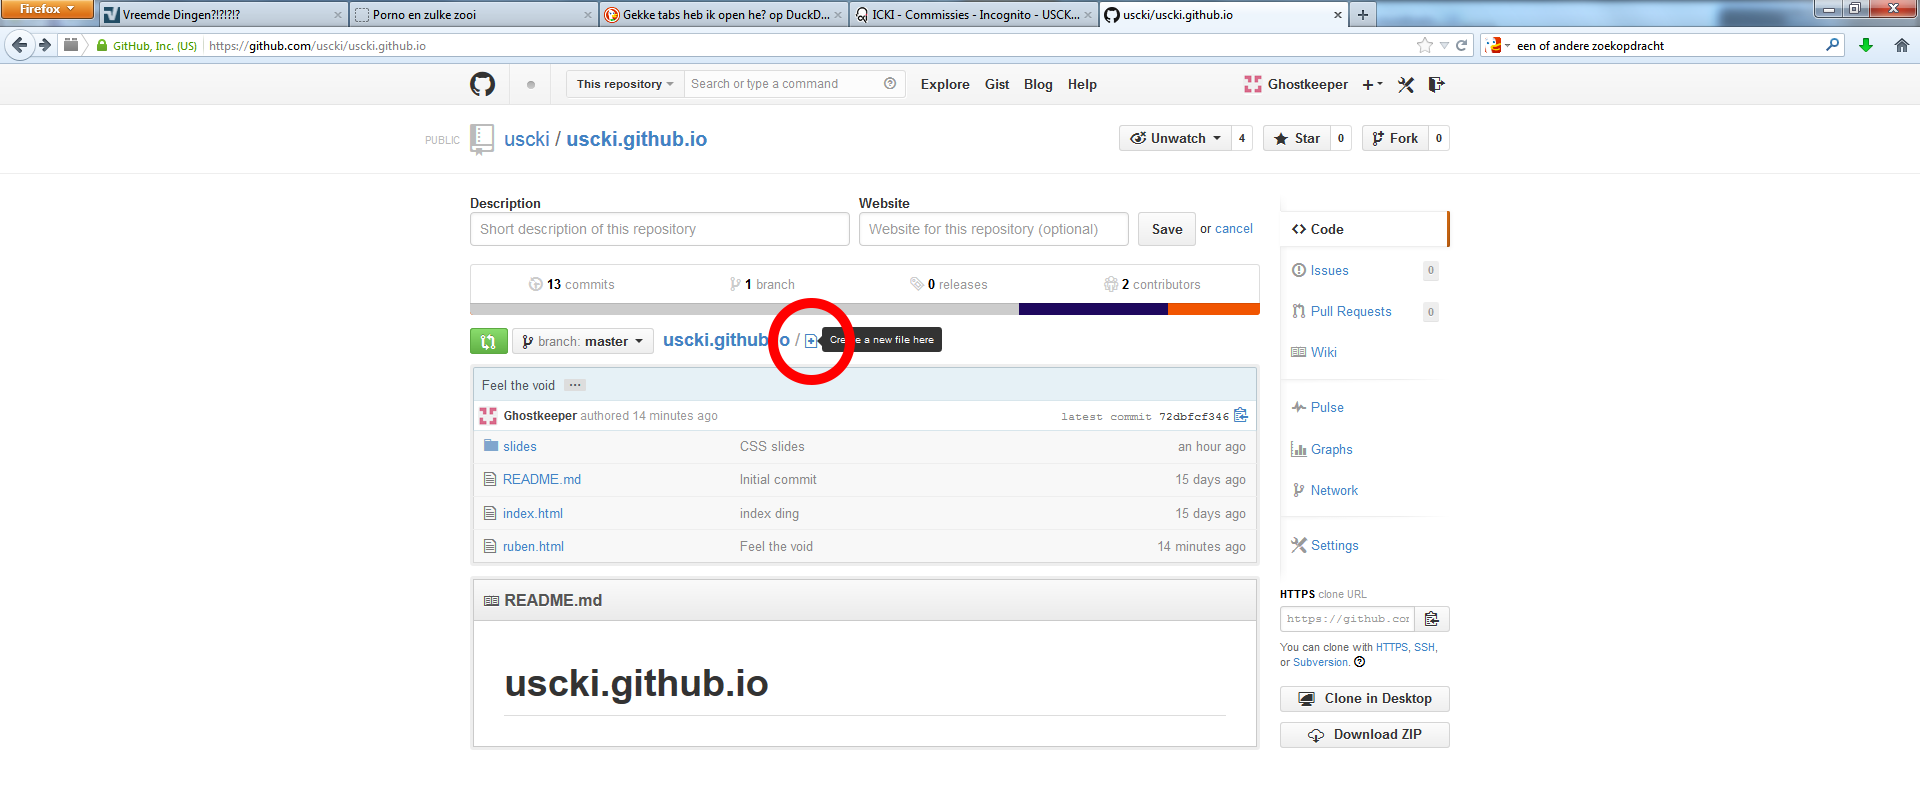 Firefox
Vreemde Dingen?!?!?!?
Porno en zulke zooi
Gekke tabs heb ik open he? op DuckD...
ICKI - Commissies - Incognito - USCK...
uscki/uscki.github.io
GitHub, Inc. (US)
https://github.com/uscki/uscki.github.io
een of andere zoekopdracht
This repository
Search or type a command
Explore
Gist
Blog
Help
Ghostkeeper
PUBLIC
uscki / uscki.github.io
Unwatch
4
Star
0
Fork
0
Description
Website
Short description of this repository
Website for this repository (optional)
Save
or cancel
13 commits
1 branch
0 releases
2 contributors
branch: master
uscki.github.io /
Create a new file here
Feel the void
Ghostkeeper authored 14 minutes ago
latest commit 72dbfcf346
slides
CSS slides
an hour ago
README.md
Initial commit
15 days ago
index.html
index ding
15 days ago
ruben.html
Feel the void
14 minutes ago
README.md
uscki.github.io
Code
Issues
0
Pull Requests
0
Wiki
Pulse
Graphs
Network
Settings
HTTPS clone URL
https://github.con
You can clone with HTTPS, SSH,
or Subversion.
Clone in Desktop
Download ZIP